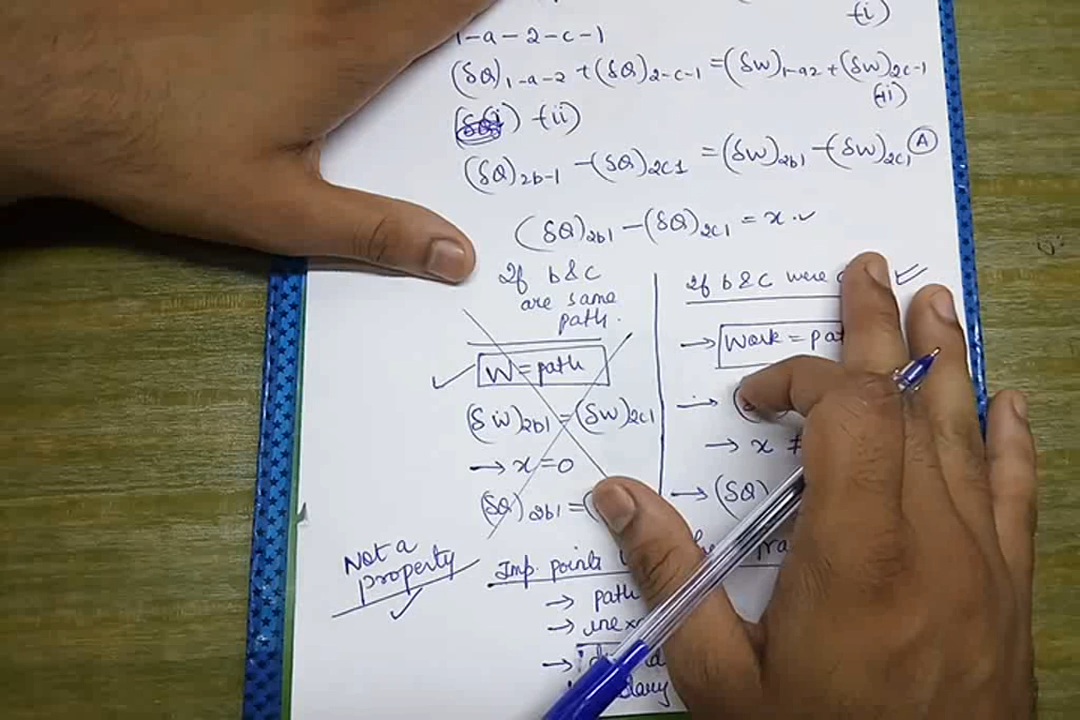 (i)
1-a-2-c-1
(δQ)1-a-2 + (δQ)2-c-1 = (δW)1-a2 + (δW)2c-1
(ii)
(i) - (ii)
(δQ)2b-1 - (δQ)2C1 = (δW)2b1 - (δW)2C1 (A)
(δQ)2b1 - (δQ)2C1 = x. ✓
If b & c
are same
path.
W = path
(δW)2b1 = (δW)2C1
→ x = 0
(δQ)2b1 = (
If b & c were
→ Work =
→ (
→ x ≠
→ (δQ)
Not a
property
Imp. points
→ path
→
→